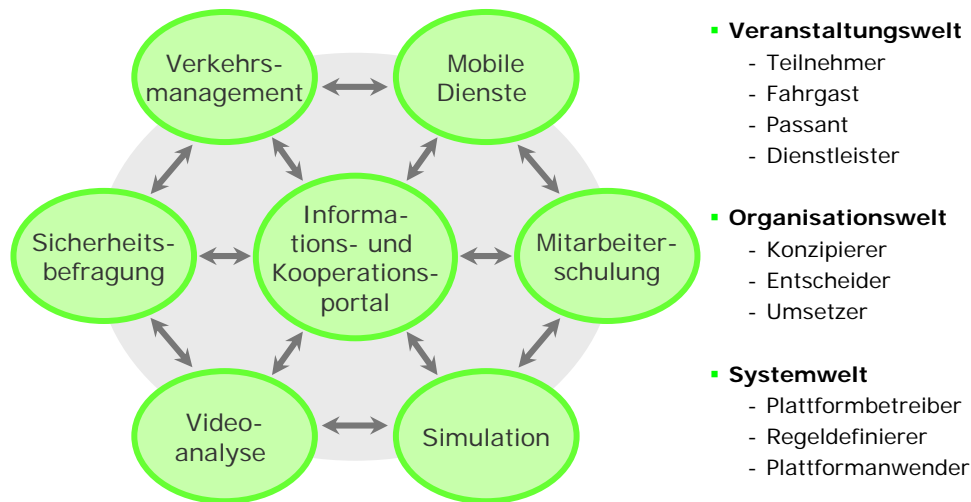 Verkehrs-
management
Mobile
Dienste
Sicherheits-
befragung
Informa-
tions- und
Kooperations-
portal
Mitarbeiter-
schulung
Video-
analyse
Simulation
▪ Veranstaltungswelt
- Teilnehmer
- Fahrgast
- Passant
- Dienstleister
▪ Organisationswelt
- Konzipierer
- Entscheider
- Umsetzer
▪ Systemwelt
- Plattformbetreiber
- Regeldefinierer
- Plattformanwender